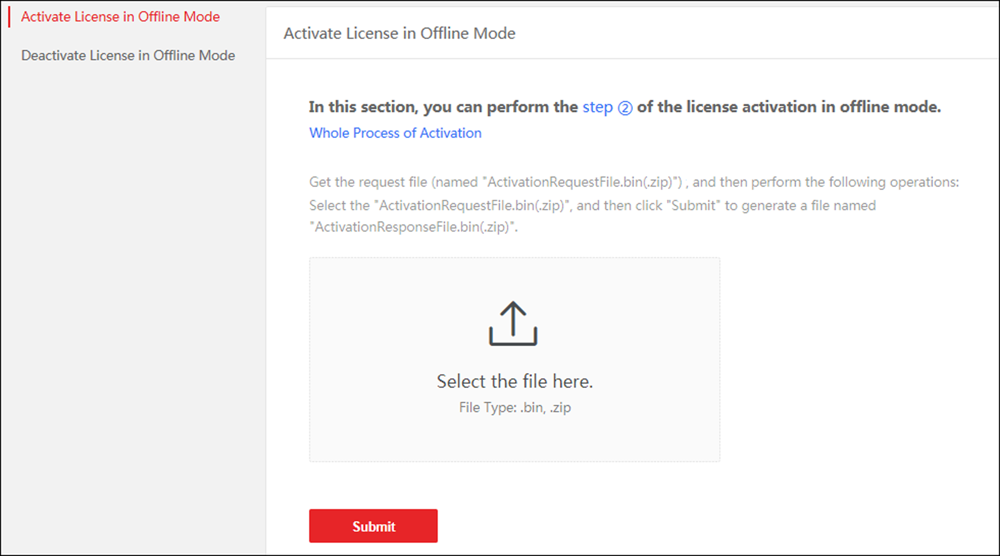 Activate License in Offline Mode
Deactivate License in Offline Mode
Activate License in Offline Mode
In this section, you can perform the step ② of the license activation in offline mode.
Whole Process of Activation
Get the request file (named "ActivationRequestFile.bin(.zip)") , and then perform the following operations:
Select the "ActivationRequestFile.bin(.zip)", and then click "Submit" to generate a file named
"ActivationResponseFile.bin(.zip)".
Select the file here.
File Type: .bin, .zip
Submit